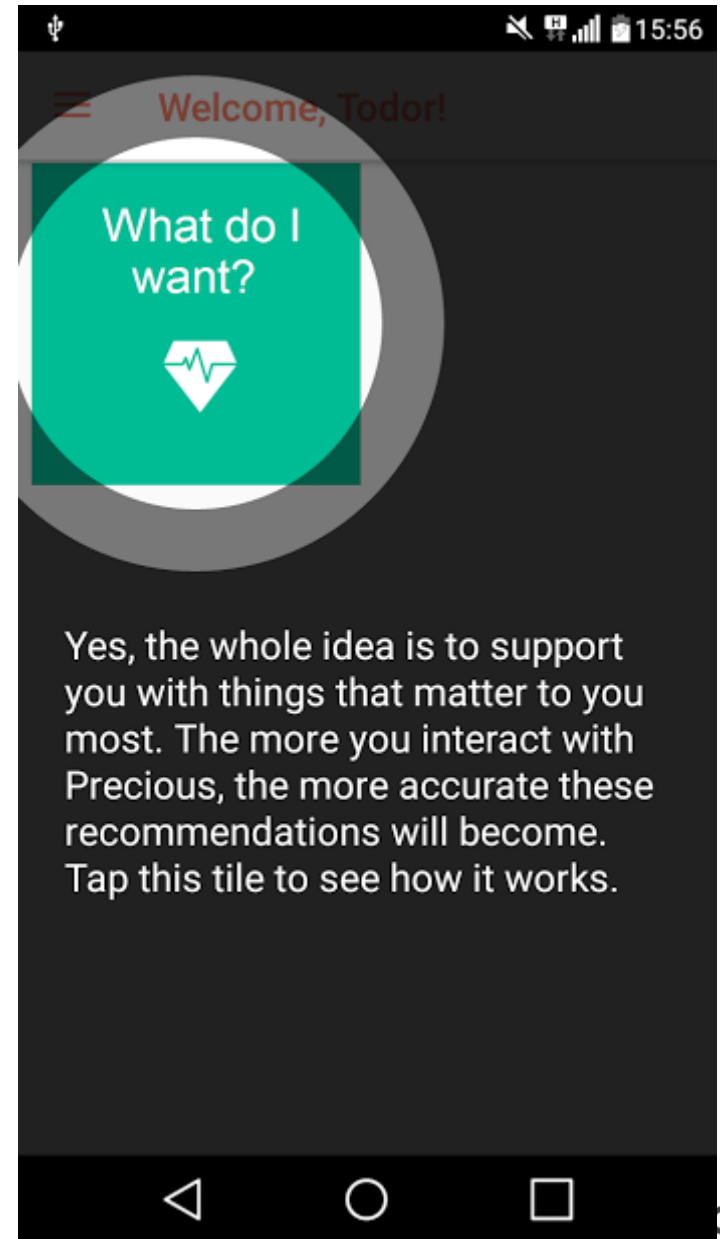 15:56
Welcome, Todor!
What do I
want?
Yes, the whole idea is to support
you with things that matter to you
most. The more you interact with
Precious, the more accurate these
recommendations will become.
Tap this tile to see how it works.